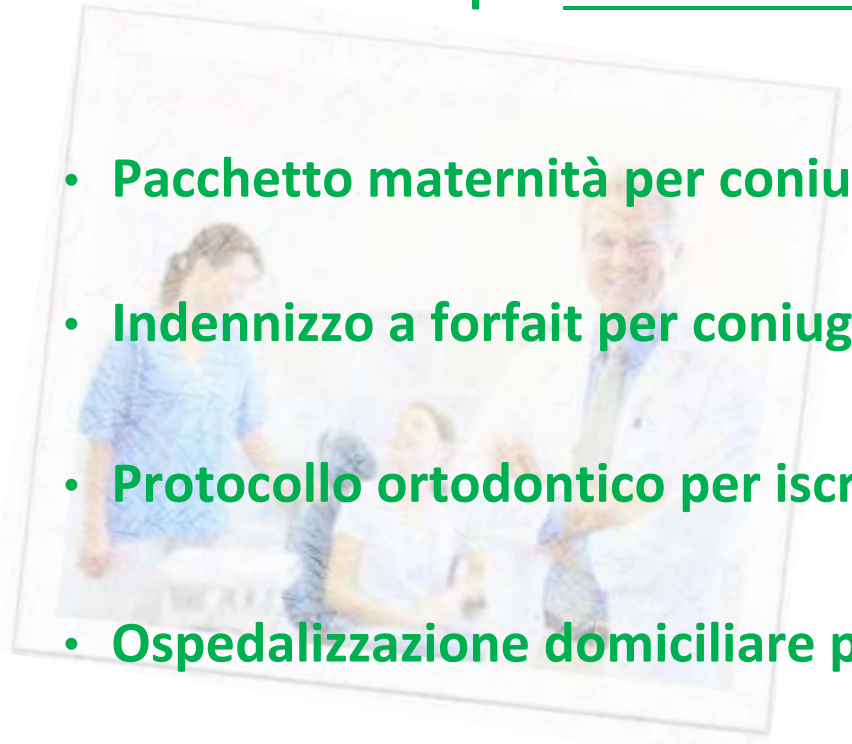 • Pacchetto maternità per coniu
• Indennizzo a forfait per coniug
• Protocollo ortodontico per iscr
• Ospedalizzazione domiciliare p